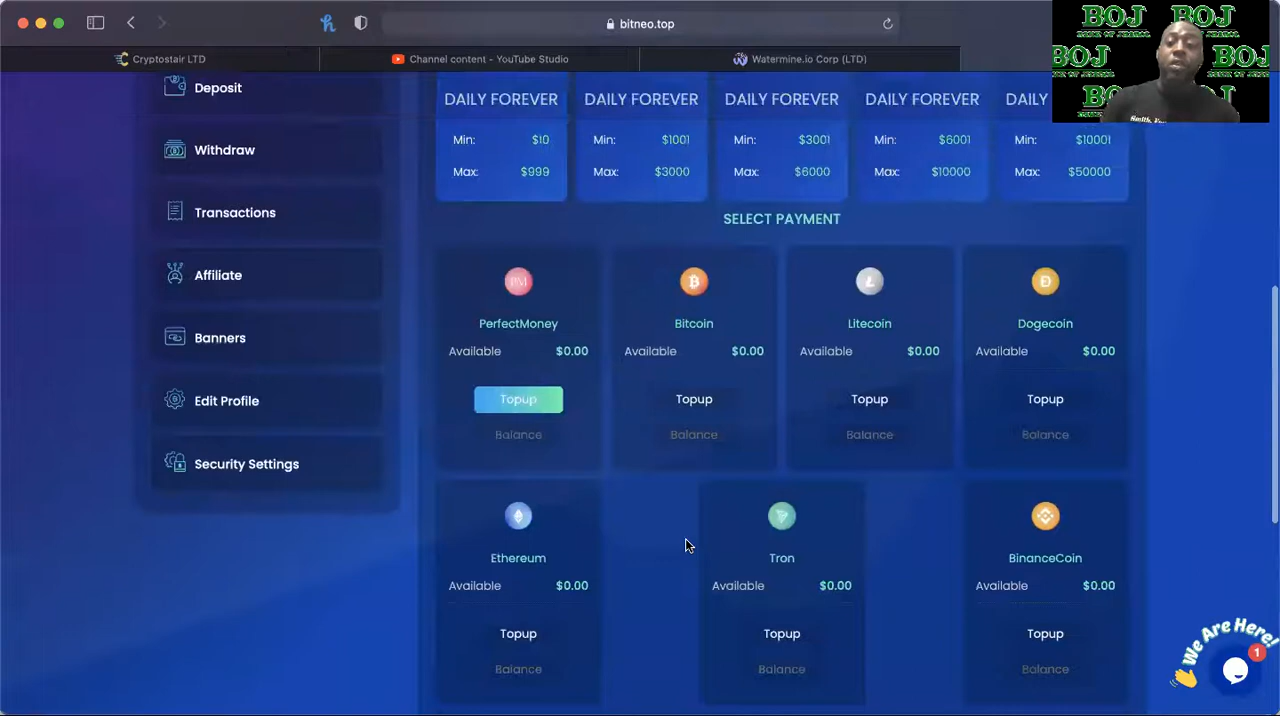 bitneo.top
Cryptostair LTD
Channel content - YouTube Studio
Watermine.io Corp (LTD)
BOJ BOJ
BOJ
Deposit
Withdraw
Transactions
Affiliate
Banners
Edit Profile
Security Settings
DAILY FOREVER DAILY FOREVER DAILY FOREVER DAILY FOREVER DAILY
Min: $10 Min: $1001 Min: $3001 Min: $6001 Min: $10001
Max: $999 Max: $3000 Max: $6000 Max: $10000 Max: $50000
SELECT PAYMENT
PerfectMoney Bitcoin Litecoin Dogecoin
Available $0.00 Available $0.00 Available $0.00 Available $0.00
Topup Topup Topup Topup
Balance Balance Balance Balance
Ethereum Tron BinanceCoin
Available $0.00 Available $0.00 Available $0.00
Topup Topup Topup
Balance Balance Balance
We Are Here!
1